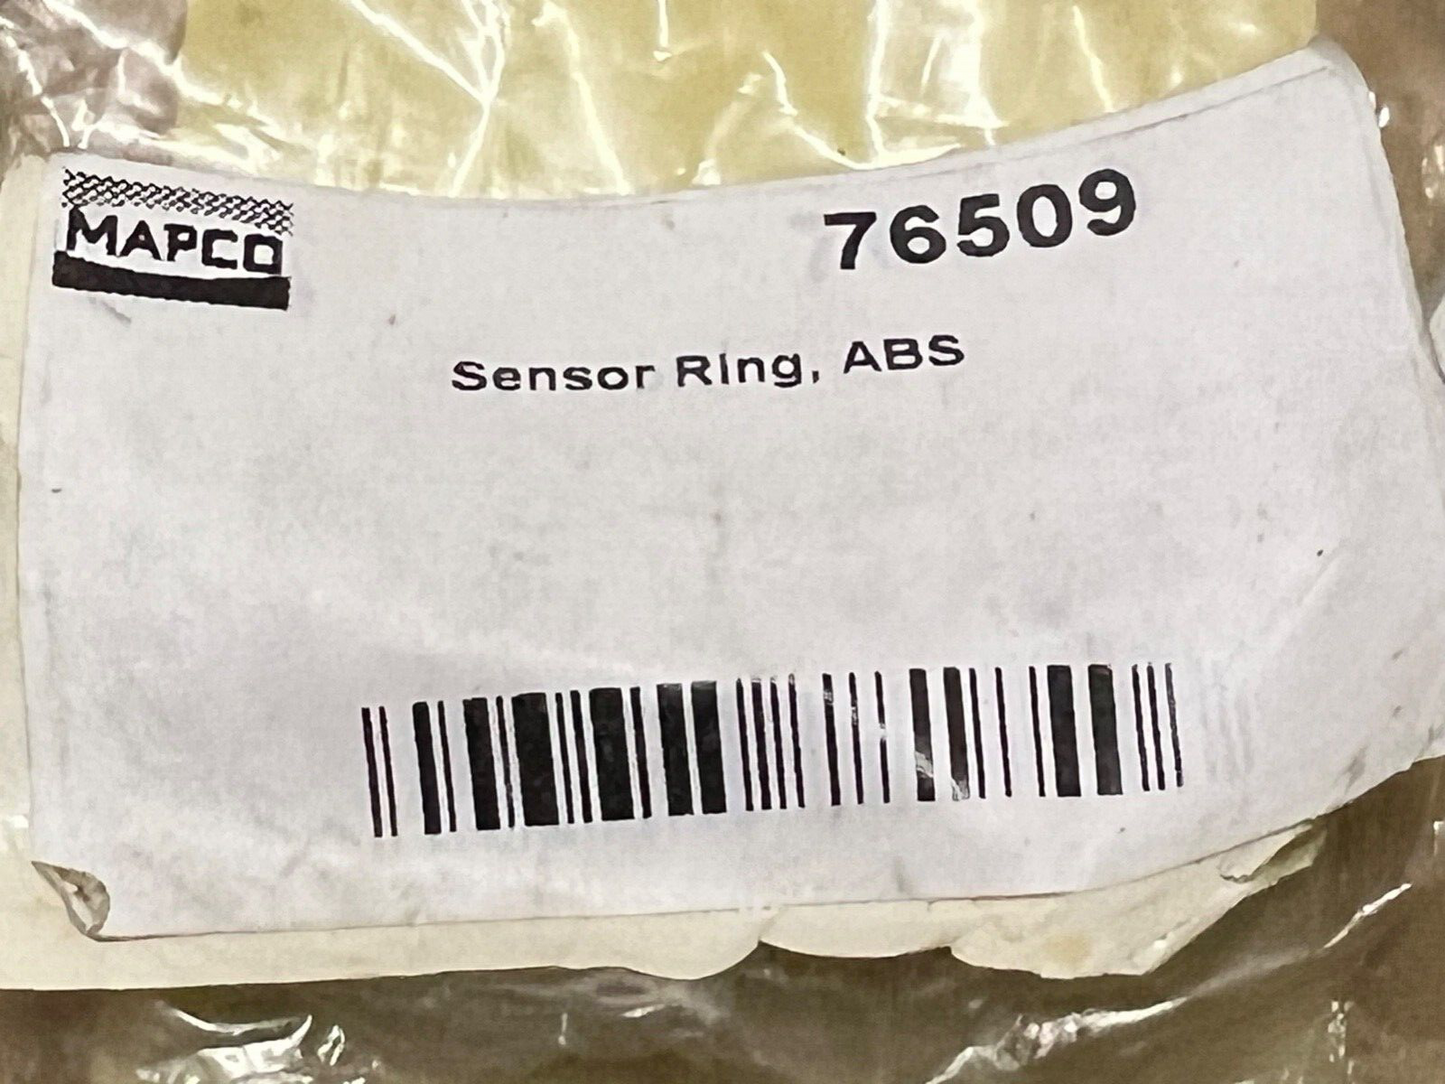 MAPCO
76509
Sensor Ring, ABS